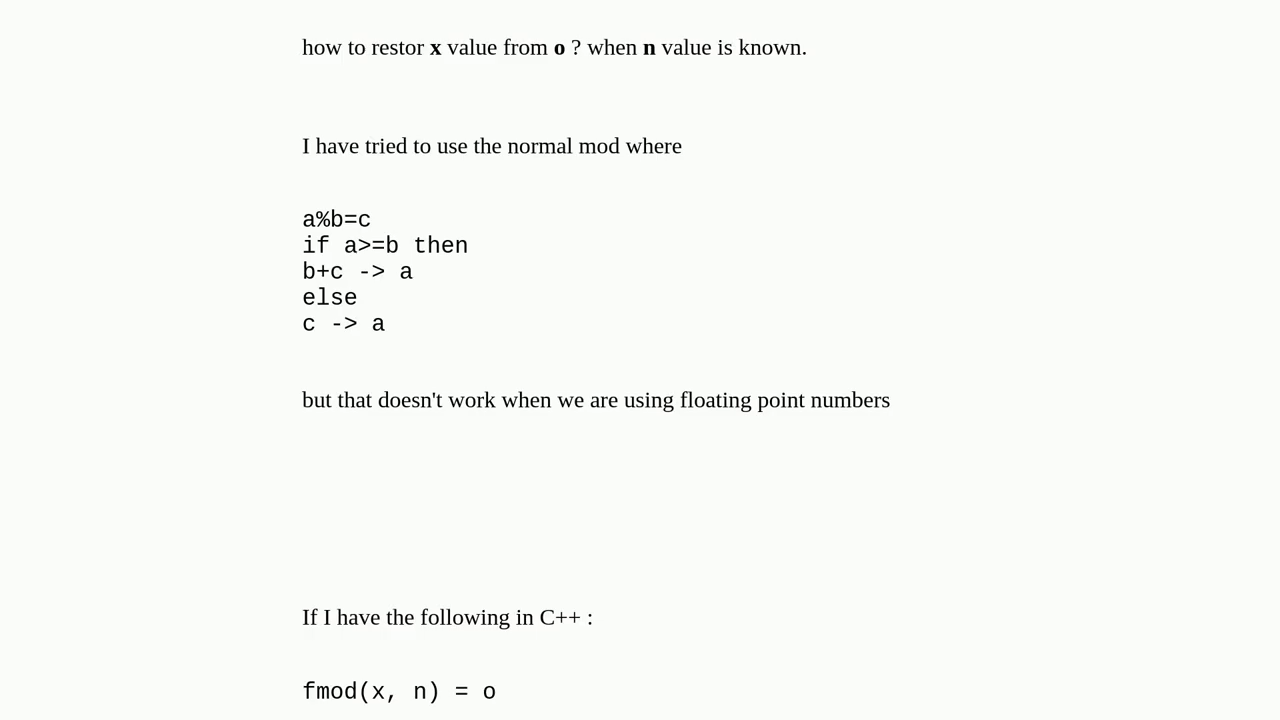 how to restor x value from o ? when n value is known.
I have tried to use the normal mod where
a%b=c
if a>=b then
b+c -> a
else
c -> a
but that doesn't work when we are using floating point numbers
If I have the following in C++ :
fmod(x, n) = o